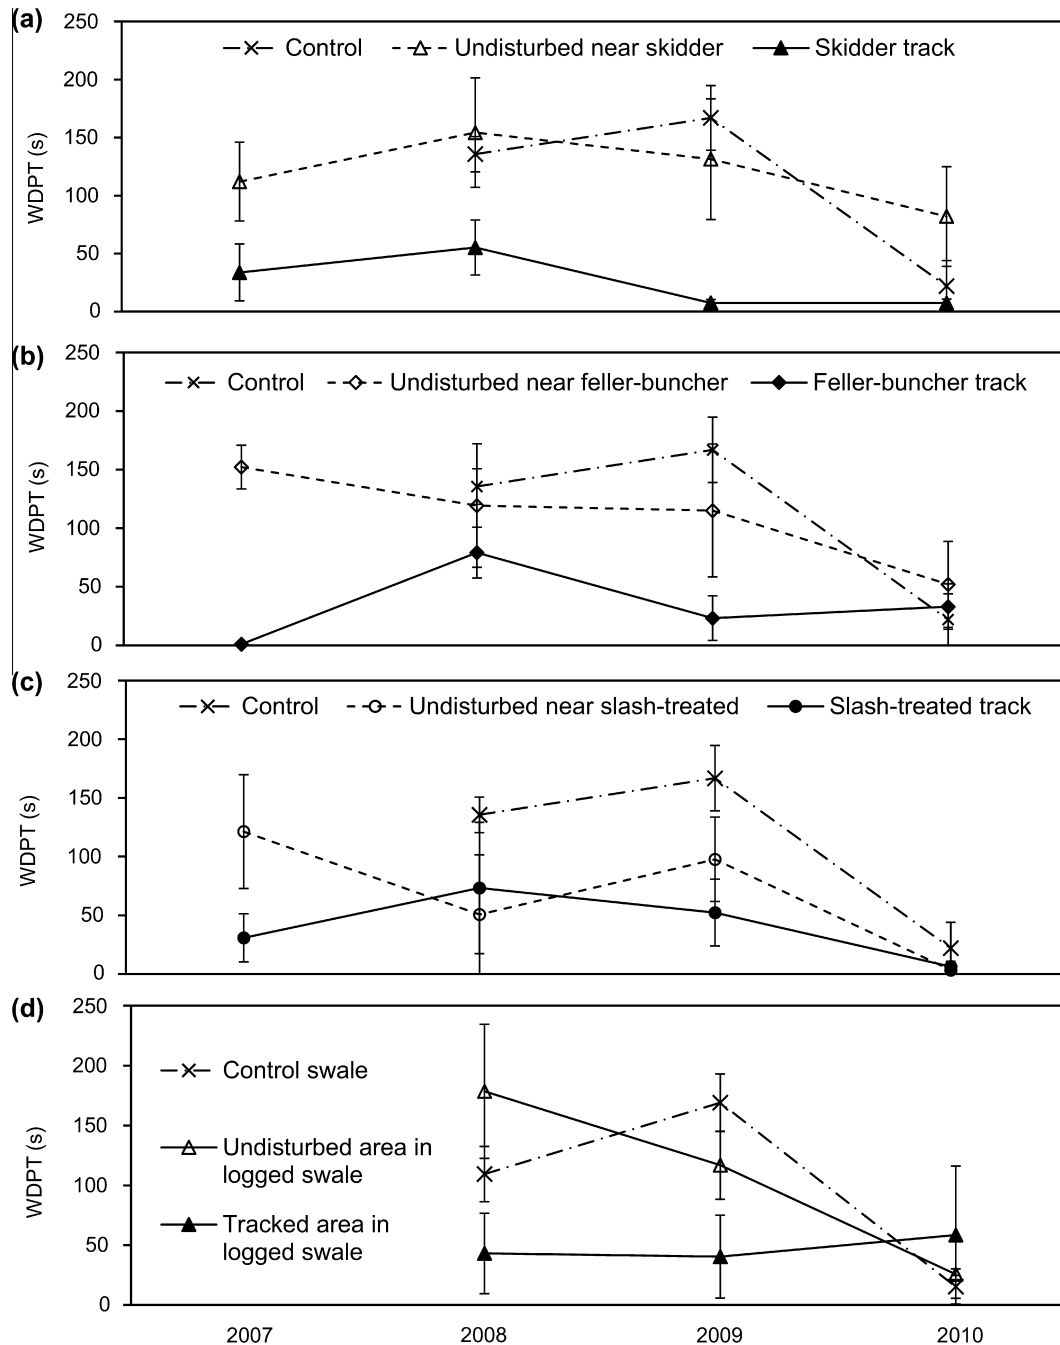 (a)
250
200
150
100
50
0
WDPT (s)
Control
Undisturbed near skidder
Skidder track
(b)
250
200
150
100
50
0
WDPT (s)
Control
Undisturbed near feller-buncher
Feller-buncher track
(c)
250
200
150
100
50
0
WDPT (s)
Control
Undisturbed near slash-treated
Slash-treated track
(d)
250
200
150
100
50
0
WDPT (s)
Control swale
Undisturbed area in
logged swale
Tracked area in
logged swale
2007
2008
2009
2010